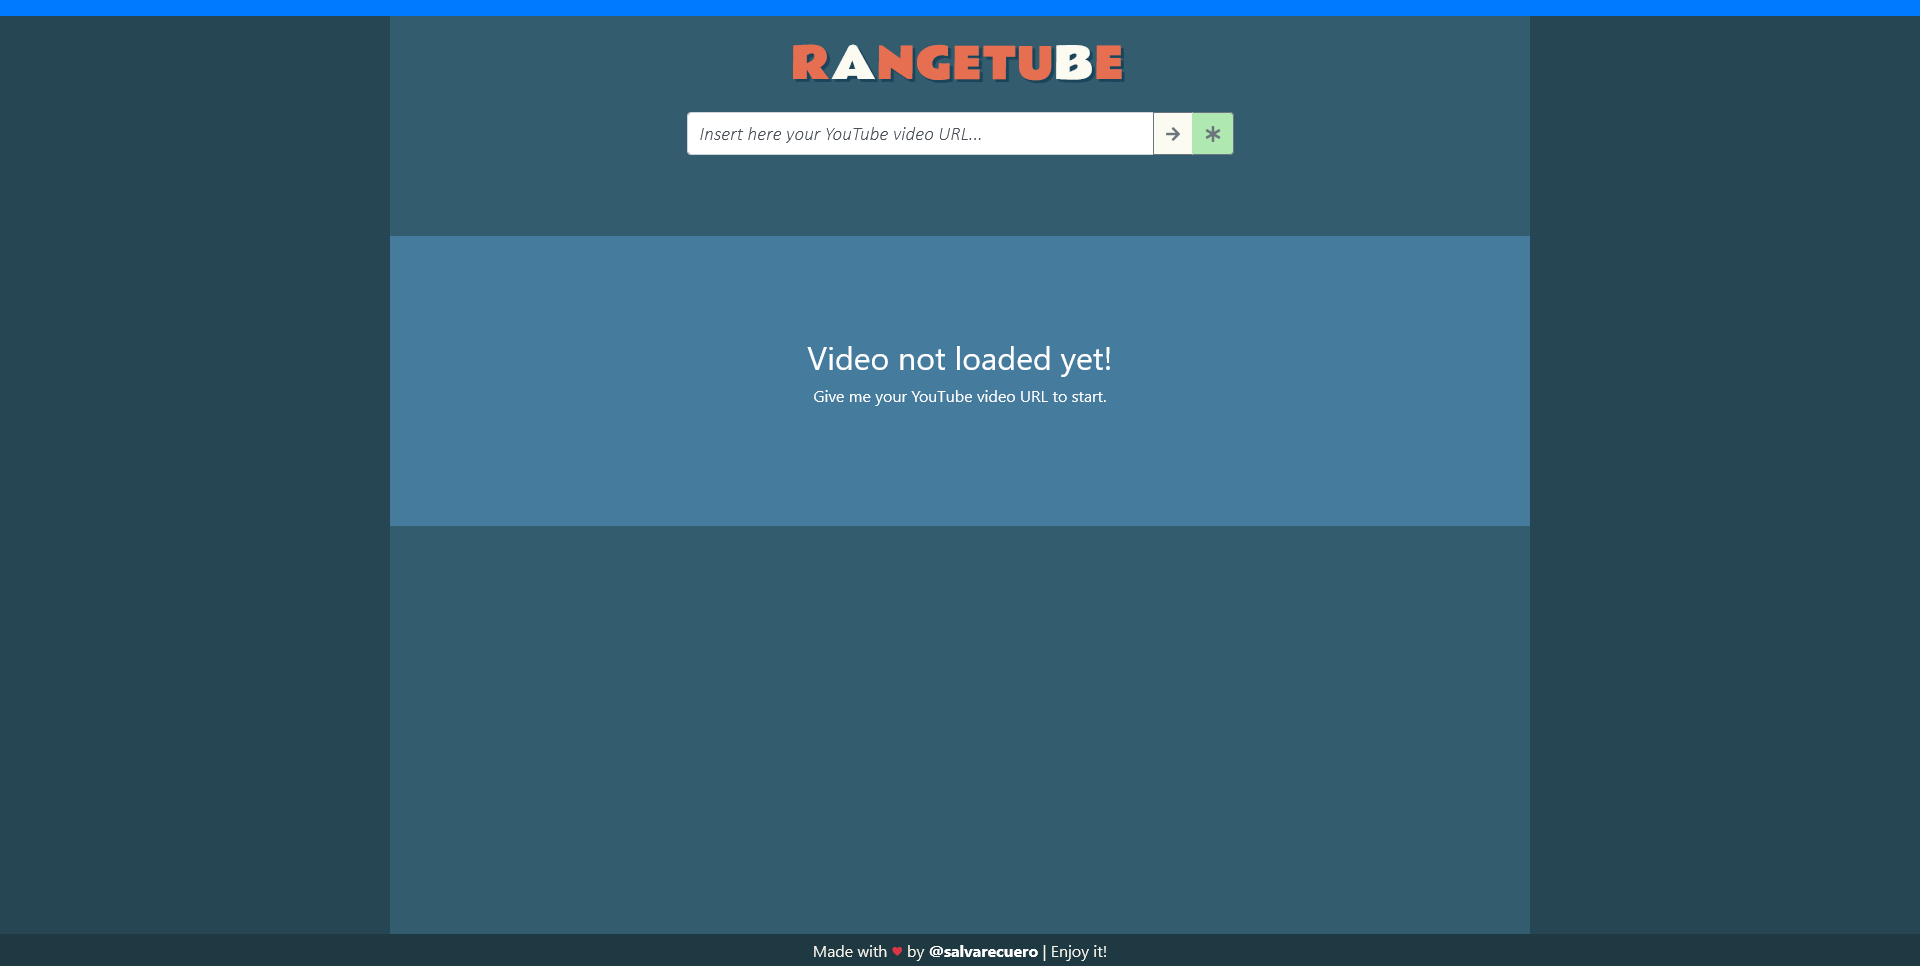 RANGETUBE
Insert here your YouTube video URL...
Video not loaded yet!
Give me your YouTube video URL to start.
Made with ♥ by @salvarecuero | Enjoy it!